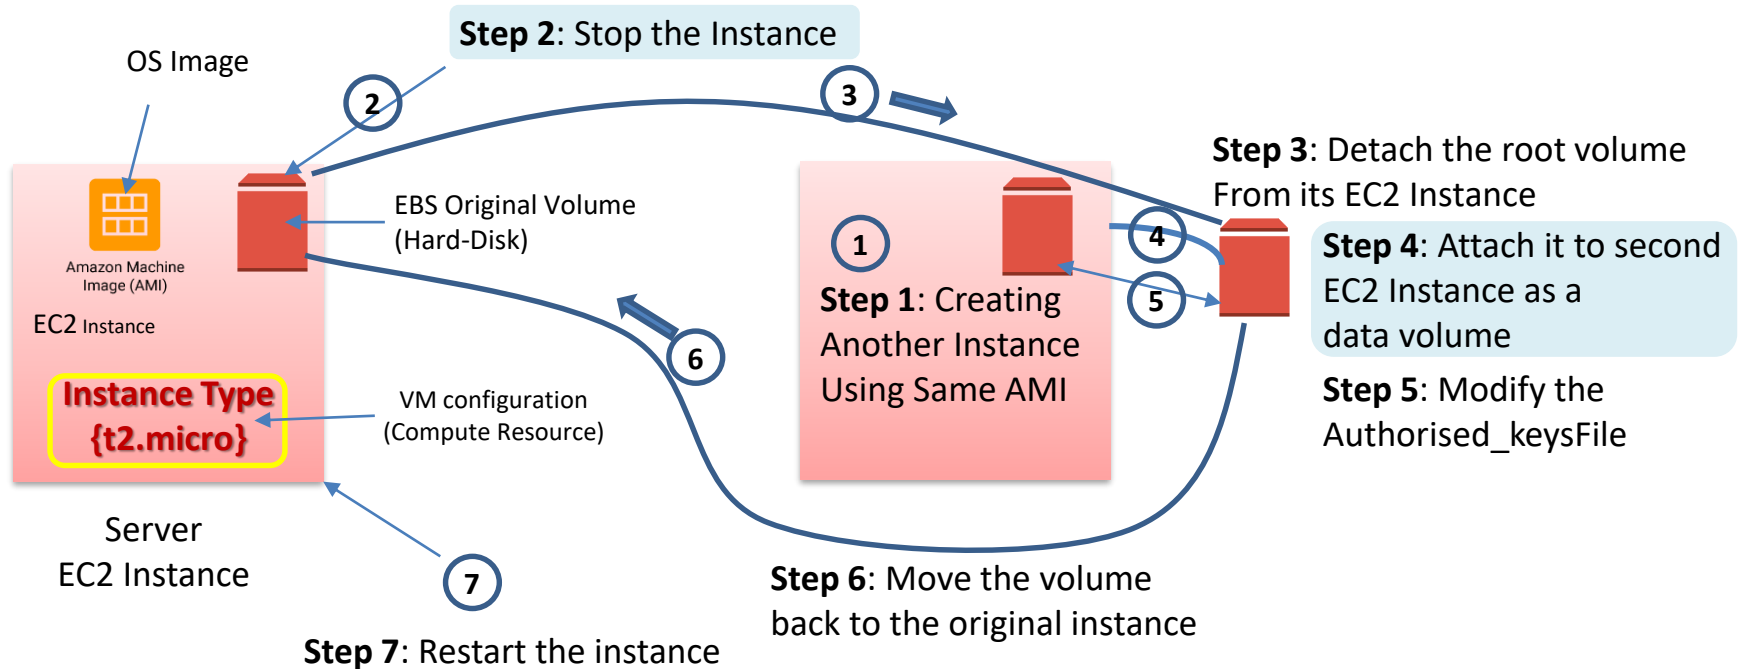 Step 2: Stop the Instance
OS Image
2
3
Step 3: Detach the root volume
From its EC2 Instance
Amazon Machine
Image (AMI)
EC2 Instance
EBS Original Volume
(Hard-Disk)
1
Step 1: Creating
Another Instance
Using Same AMI
4
5
Step 4: Attach it to second
EC2 Instance as a
data volume
Step 5: Modify the
Authorised_keysFile
6
Instance Type
{t2.micro}
VM configuration
(Compute Resource)
Server
EC2 Instance
7
Step 7: Restart the instance
Step 6: Move the volume
back to the original instance